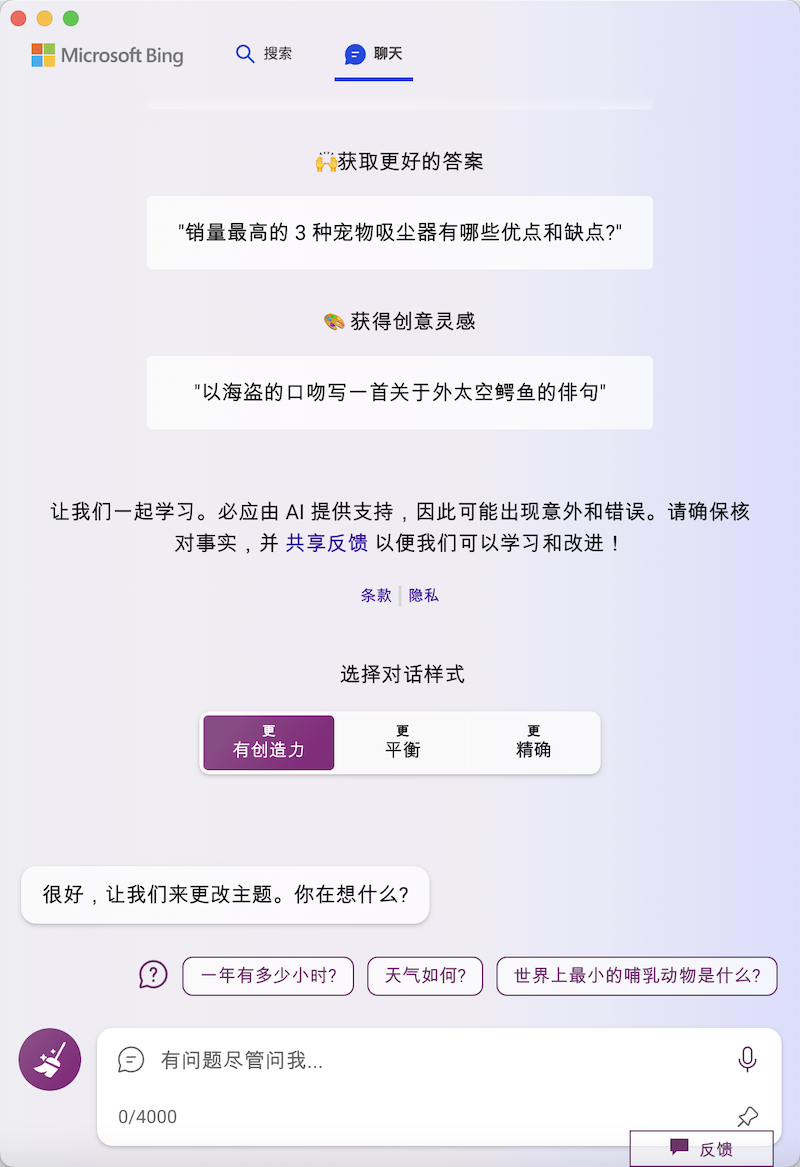 Microsoft Bing 搜索 聊天
🙌获取更好的答案
"销量最高的 3 种宠物吸尘器有哪些优点和缺点?"
🎨 获得创意灵感
"以海盗的口吻写一首关于外太空鳄鱼的俳句"
让我们一起学习。必应由 AI 提供支持，因此可能出现意外和错误。请确保核
对事实，并 共享反馈 以便我们可以学习和改进！
条款 隐私
选择对话样式
更 更 更
有创造力 平衡 精确
很好，让我们来更改主题。你在想什么?
一年有多少小时? 天气如何? 世界上最小的哺乳动物是什么?
有问题尽管问我...
0/4000
反馈